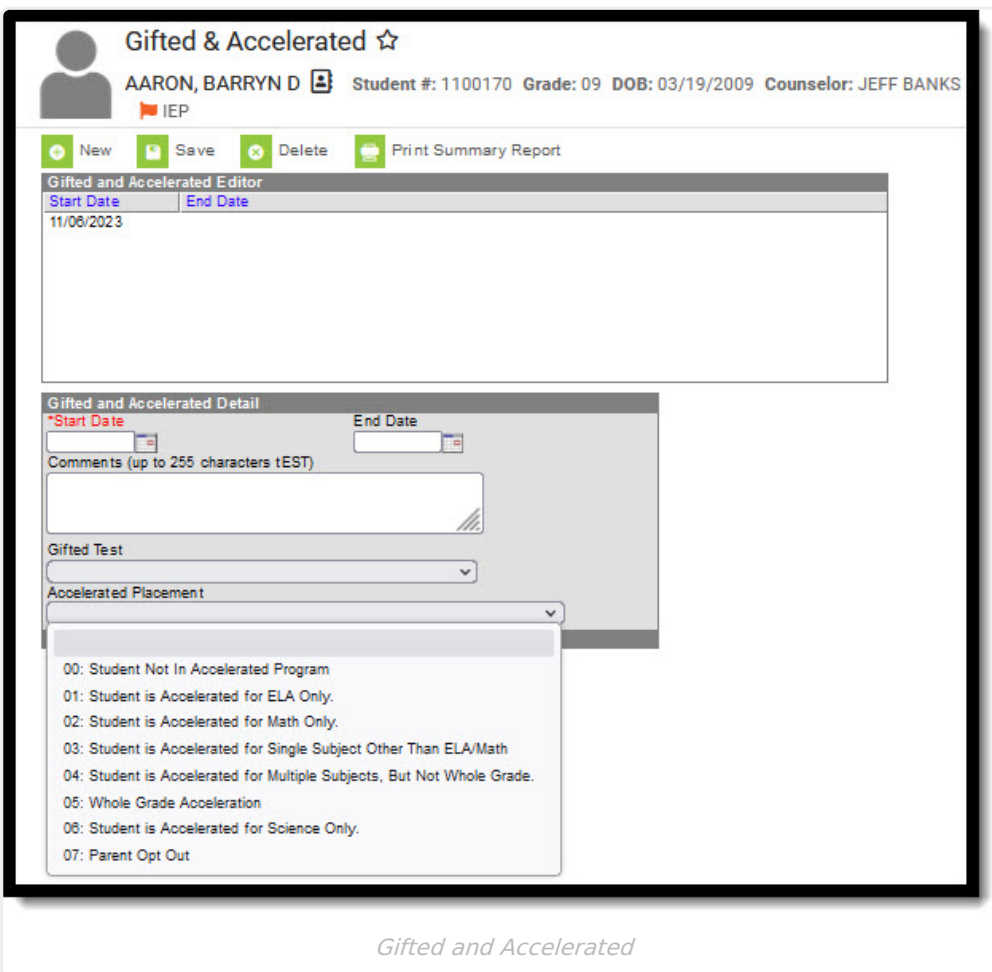 Gifted & Accelerated
AARON, BARRYN D Student #: 1100170 Grade: 09 DOB: 03/19/2009 Counselor: JEFF BANKS
IEP
New Save Delete Print Summary Report
Gifted and Accelerated Editor
Start Date End Date
11/06/2023
Gifted and Accelerated Detail
*Start Date End Date
Comments (up to 255 characters tEST)
Gifted Test
Accelerated Placement
00: Student Not In Accelerated Program
01: Student is Accelerated for ELA Only.
02: Student is Accelerated for Math Only.
03: Student is Accelerated for Single Subject Other Than ELA/Math
04: Student is Accelerated for Multiple Subjects, But Not Whole Grade.
05: Whole Grade Acceleration
06: Student is Accelerated for Science Only.
07: Parent Opt Out
Gifted and Accelerated